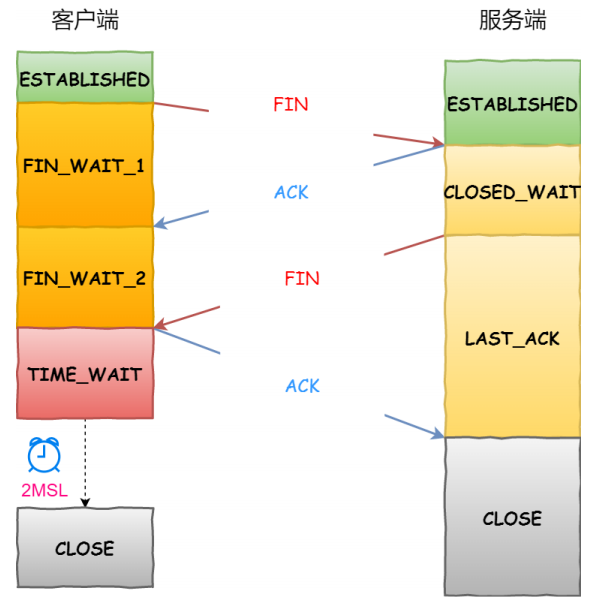 客户端
服务端
ESTABLISHED
ESTABLISHED
FIN
FIN_WAIT_1
ACK
CLOSED_WAIT
FIN_WAIT_2
FIN
LAST_ACK
TIME_WAIT
ACK
2MSL
CLOSE
CLOSE